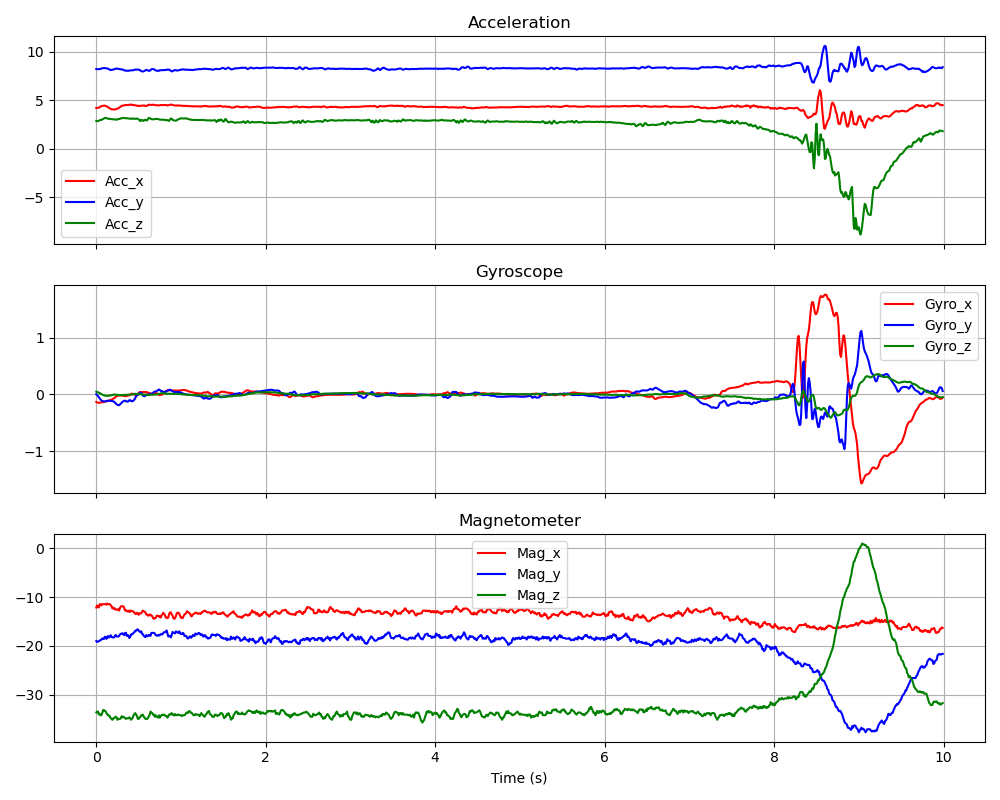 Acceleration
10
5
0
−5
Acc_x
Acc_y
Acc_z
Gyroscope
1
0
−1
Gyro_x
Gyro_y
Gyro_z
Magnetometer
0
−10
−20
−30
Mag_x
Mag_y
Mag_z
0 2 4 6 8 10
Time (s)